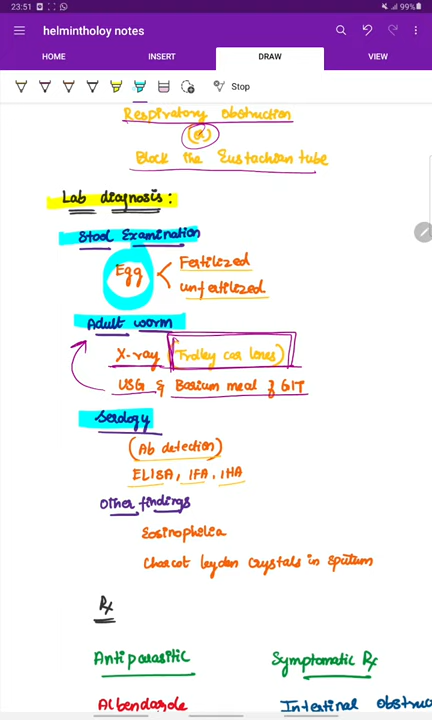 23:51
99%
helmintholoy notes
HOME INSERT DRAW VIEW
Stop
Respiratory Obstruction
(or)
Block the Eustachian tube
Lab diagnosis:
Stool Examination
Egg
Fertilized
unfertilized
Adult worm
X-ray (Trolley car lines)
USG & Barium meal of GIT
Serology
(Ab detection)
ELISA, IFA, IHA
Other findings
Eosinophilia
Charcot leyden crystals in sputum
Rx
Antiparasitic Symptomatic Rx
Albendazole Intestinal obstruc